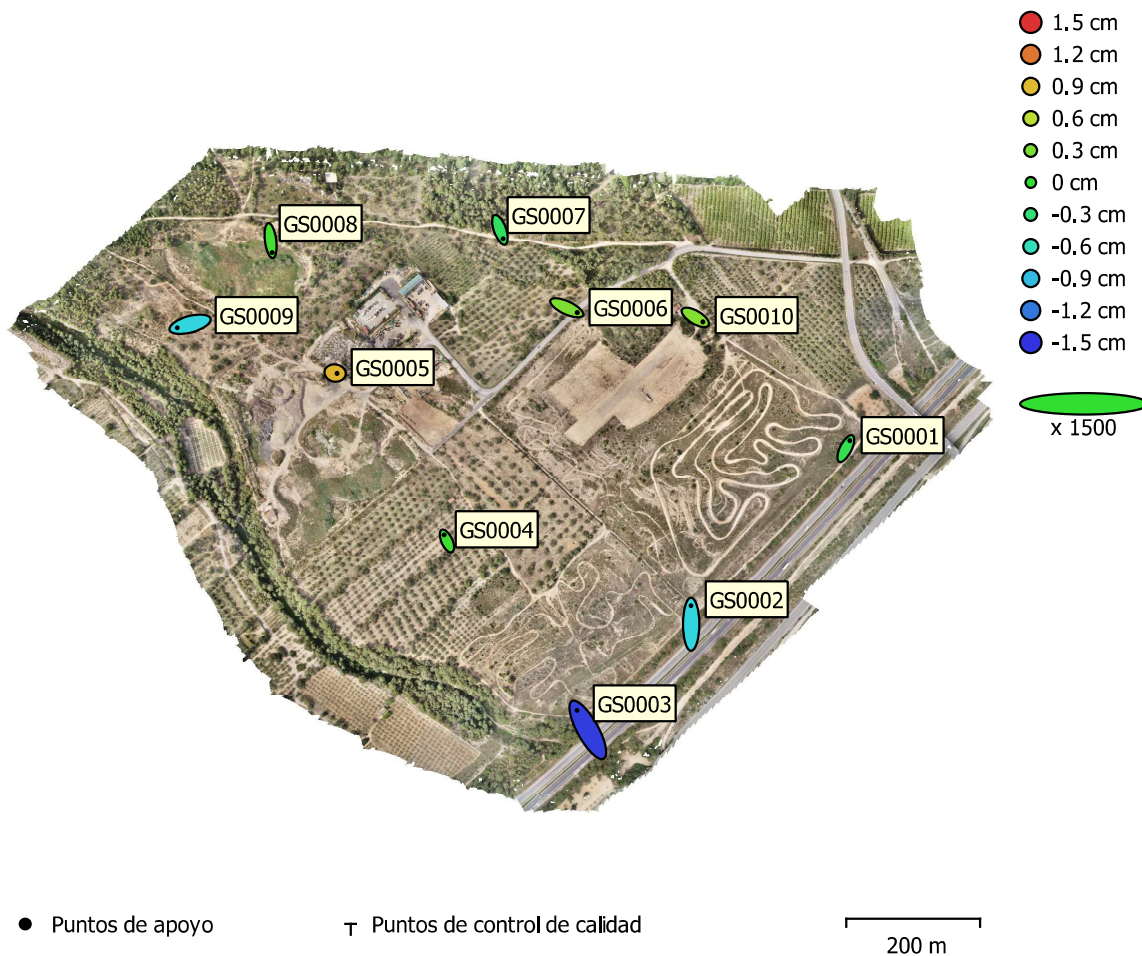 1.5 cm
1.2 cm
0.9 cm
0.6 cm
0.3 cm
0 cm
-0.3 cm
-0.6 cm
-0.9 cm
-1.2 cm
-1.5 cm
x 1500
GS0007
GS0008
GS0006
GS0010
GS0009
GS0005
GS0001
GS0004
GS0002
GS0003
Puntos de apoyo
Puntos de control de calidad
200 m